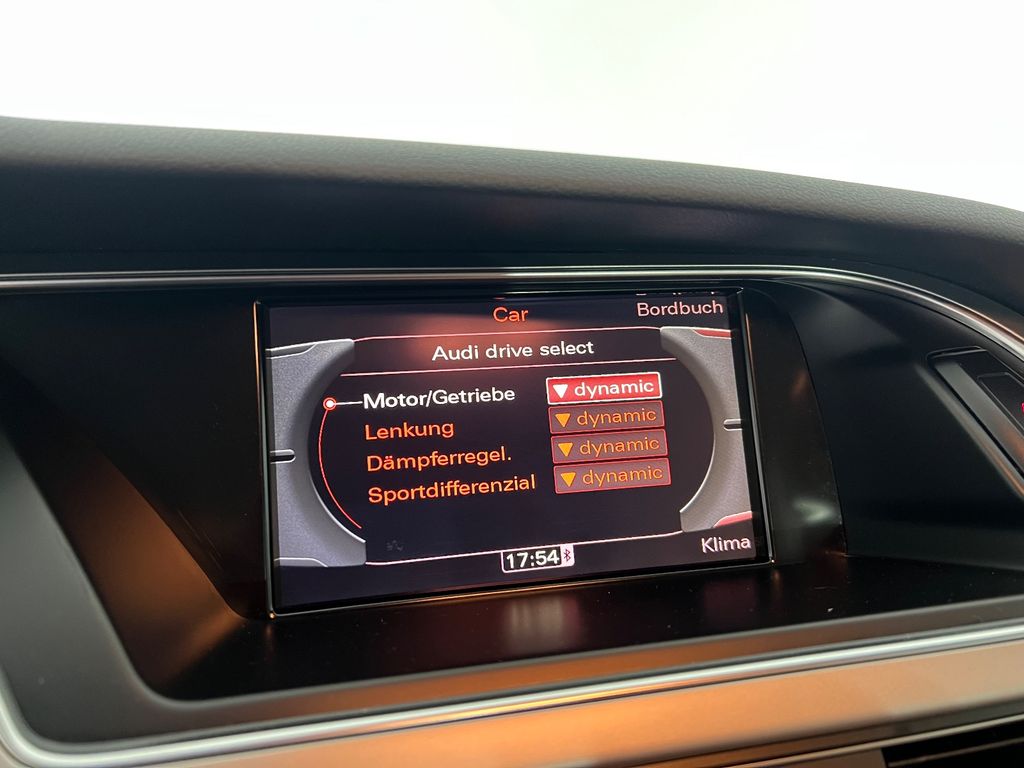 Car
Bordbuch
Audi drive select
Motor/Getriebe ▼ dynamic
Lenkung ▼ dynamic
Dämpferregel. ▼ dynamic
Sportdifferenzial ▼ dynamic
Klima
17:54